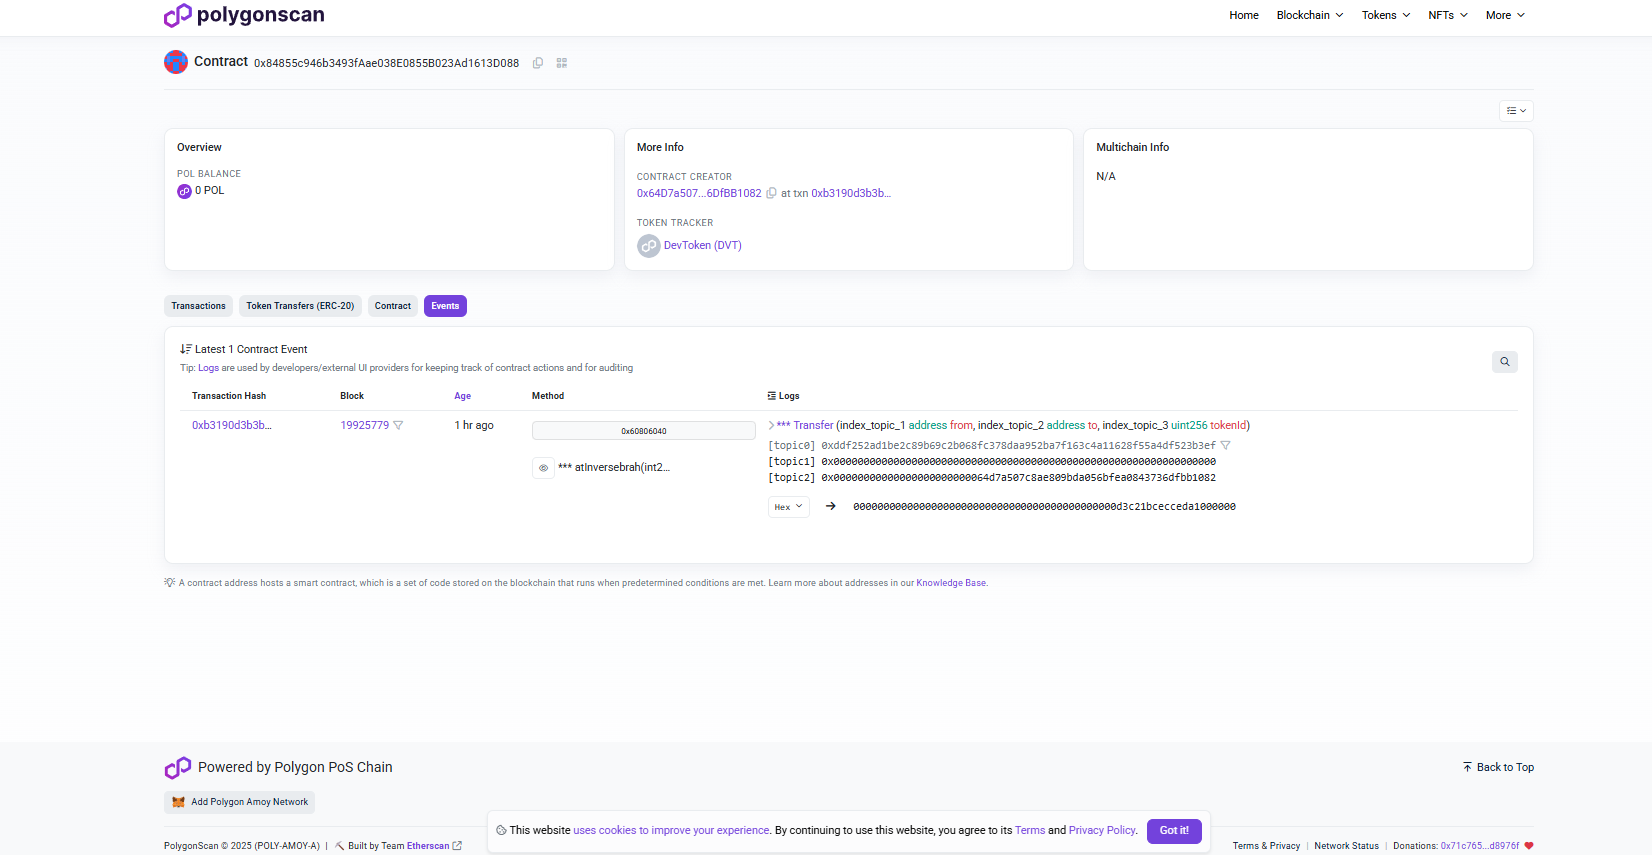 polygonscan
Home Blockchain Tokens NFTs More
Contract 0x84855c946b3493fAae038E0855B023Ad1613D088
Overview
POL BALANCE
0 POL
More Info
CONTRACT CREATOR
0x64D7a507...6DfBB1082 at txn 0xb3190d3b3b...
TOKEN TRACKER
DevToken (DVT)
Multichain Info
N/A
Transactions Token Transfers (ERC-20) Contract Events
Latest 1 Contract Event
Tip: Logs are used by developers/external UI providers for keeping track of contract actions and for auditing
Transaction Hash Block Age Method Logs
0xb3190d3b3b... 19925779 1 hr ago 0x60806040 *** Transfer (index_topic_1 address from, index_topic_2 address to, index_topic_3 uint256 tokenId)
[topic0] 0xddf252ad1be2c89b69c2b068fc378daa952ba7f163c4a11628f55a4df523b3ef
[topic1] 0x0000000000000000000000000000000000000000000000000000000000000000
*** atInversebrah(int2...
[topic2] 0x00000000000000000000000064d7a507c8ae809bda056bfea0843736dfbb1082
Hex 00000000000000000000000000000000000000000000d3c21bcecceda1000000
A contract address hosts a smart contract, which is a set of code stored on the blockchain that runs when predetermined conditions are met. Learn more about addresses in our Knowledge Base.
Powered by Polygon PoS Chain
Back to Top
Add Polygon Amoy Network
This website uses cookies to improve your experience. By continuing to use this website, you agree to its Terms and Privacy Policy. Got it!
PolygonScan © 2025 (POLY-AMOY-A) | Built by Team Etherscan
Terms & Privacy | Network Status | Donations: 0x71c765...d8976f